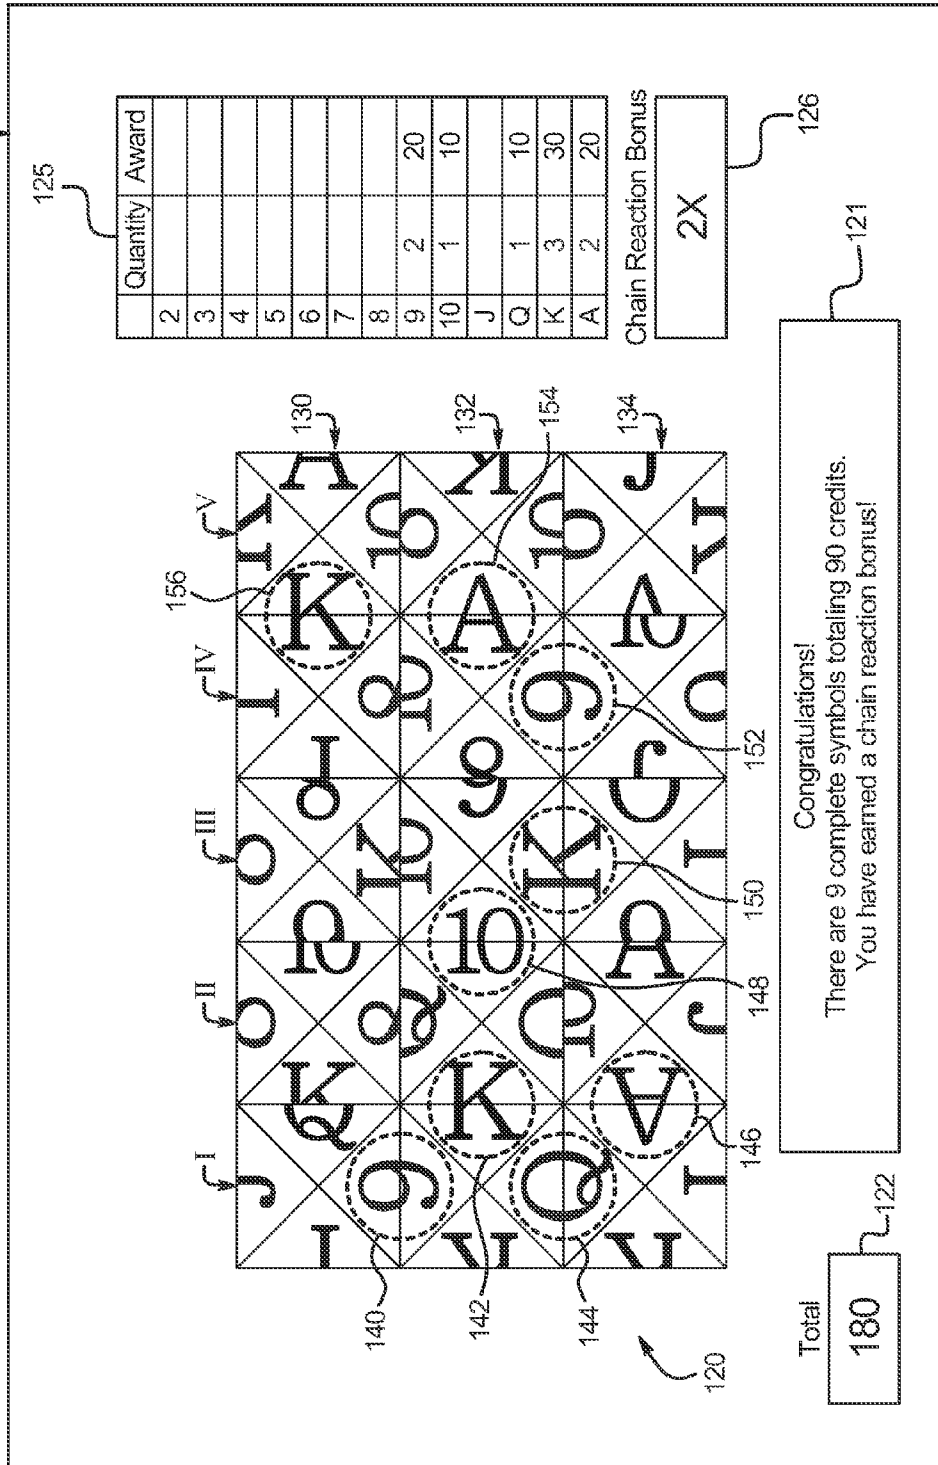 125
Quantity Award
2
3
4
5
6
7
8
9 2 20
10 1 10
J
Q 1 10
K 3 30
A 2 20
Chain Reaction Bonus
2X
126
I II III IV V
156
130
K
140
9
132
142
K 10 A
154
144
Q K 9
134
146
A
148
150
152
120
Total
180
122
Congratulations!
There are 9 complete symbols totaling 90 credits.
You have earned a chain reaction bonus!
121